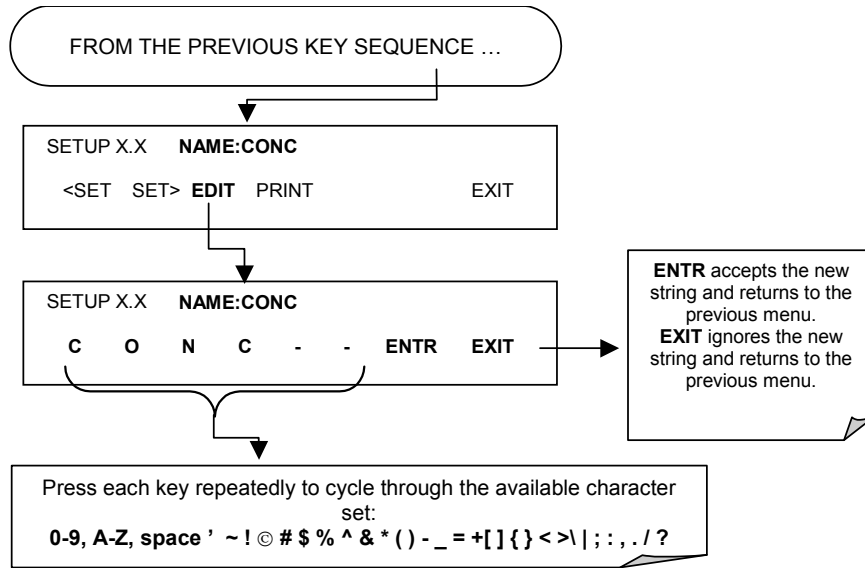 FROM THE PREVIOUS KEY SEQUENCE …
SETUP X.X NAME:CONC
<SET SET> EDIT PRINT EXIT
SETUP X.X NAME:CONC
C O N C - - ENTR EXIT
ENTR accepts the new
string and returns to the
previous menu.
EXIT ignores the new
string and returns to the
previous menu.
Press each key repeatedly to cycle through the available character
set:
0-9, A-Z, space ’ ~ ! © # $ % ^ & * ( ) - _ = +[ ] { } < >\ | ; : , . / ?